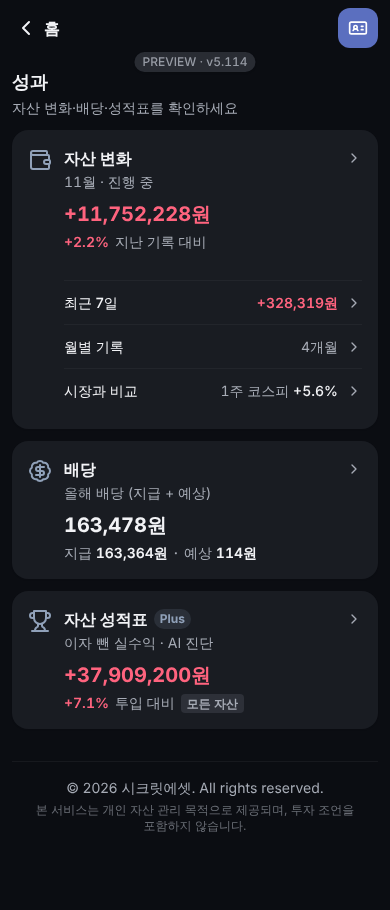 홈
PREVIEW · v5.114
성과
자산 변화·배당·성적표를 확인하세요
자산 변화
11월 · 진행 중
+11,752,228원
+2.2% 지난 기록 대비
최근 7일 +328,319원
월별 기록 4개월
시장과 비교 1주 코스피 +5.6%
배당
올해 배당 (지급 + 예상)
163,478원
지급 163,364원 · 예상 114원
자산 성적표 Plus
이자 뺀 실수익 · AI 진단
+37,909,200원
+7.1% 투입 대비 모든 자산
© 2026 시크릿에셋. All rights reserved.
본 서비스는 개인 자산 관리 목적으로 제공되며, 투자 조언을
포함하지 않습니다.